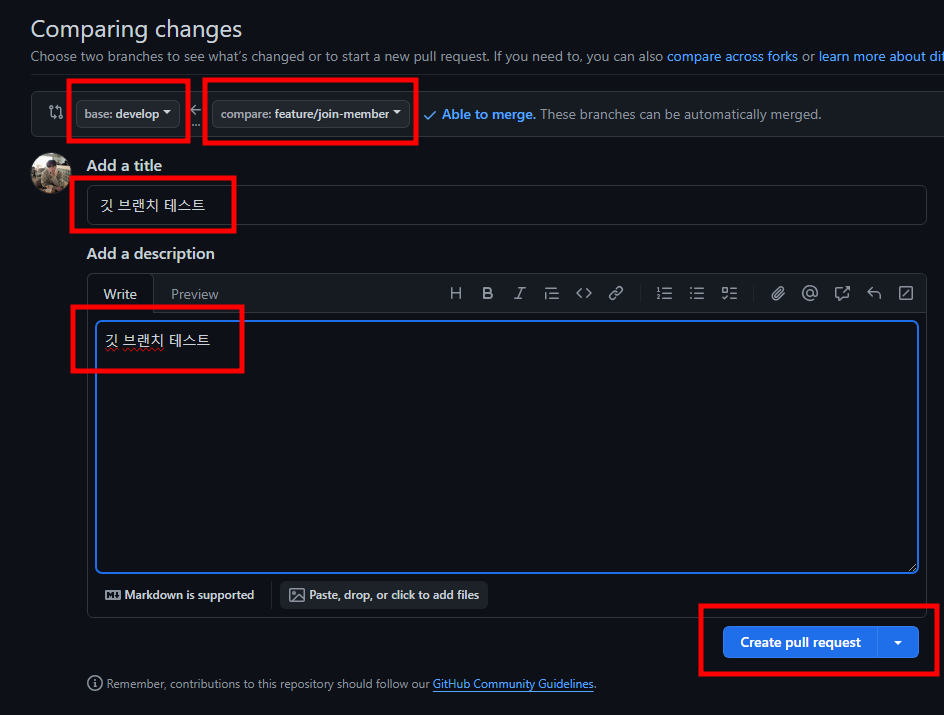 Comparing changes
Choose two branches to see what's changed or to start a new pull request. If you need to, you can also compare across forks or learn more about
base: develop ← compare: feature/join-member ✓ Able to merge. These branches can be automatically merged.
...
Add a title
깃 브랜치 테스트
Add a description
Write Preview
깃 브랜치 테스트
Markdown is supported Paste, drop, or click to add files
Create pull request
Remember, contributions to this repository should follow our GitHub Community Guidelines.